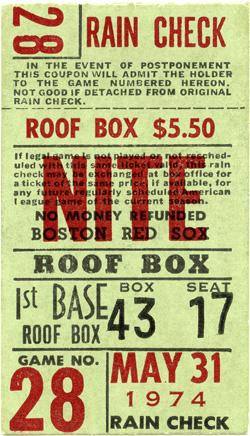 28
RAIN CHECK
IN THE EVENT OF POSTPONEMENT
THIS COUPON WILL ADMIT THE HOLDER
TO THE GAME NUMBERED HEREON.
NOT GOOD IF DETACHED FROM ORIGINAL
RAIN CHECK.
ROOF BOX $5.50
If legal game is not played or not resched-
uled with this same ticket valid, this rain
check may be exchanged at box office for
a ticket of the same price, if available, for
any future regularly scheduled American
League game of the current season.
NITE
NO MONEY REFUNDED
BOSTON RED SOX
ROOF BOX
1st BASE
ROOF BOX
BOX
43
SEAT
17
GAME NO.
28
MAY 31
1974
RAIN CHECK